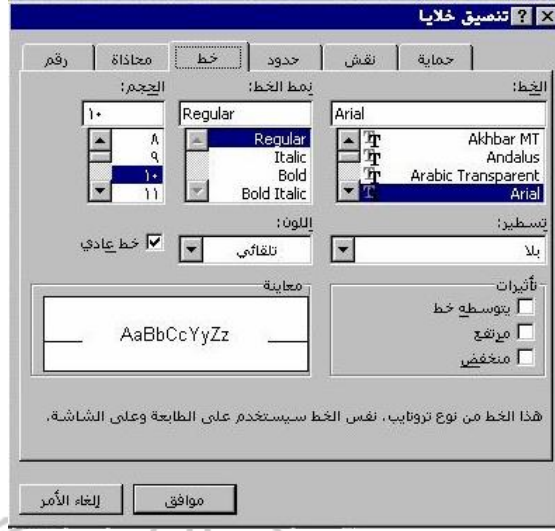 تنسيق خلايا
رقم محاذاة خط حدود نقش حماية
الخط: نمط الخط: الحجم:
Arial Regular ١٠
Akhbar MT Regular ٨
Andalus Italic ٩
Arabic Transparent Bold ١٠
Arial Bold Italic ١١
تسطير: اللون:
بلا تلقائي خط عادي
تأثيرات معاينة
يتوسطه خط
مرتفع AaBbCcYyZz
منخفض
هذا الخط من نوع تروتايب، نفس الخط سيستخدم على الطابعة وعلى الشاشة.
موافق إلغاء الأمر